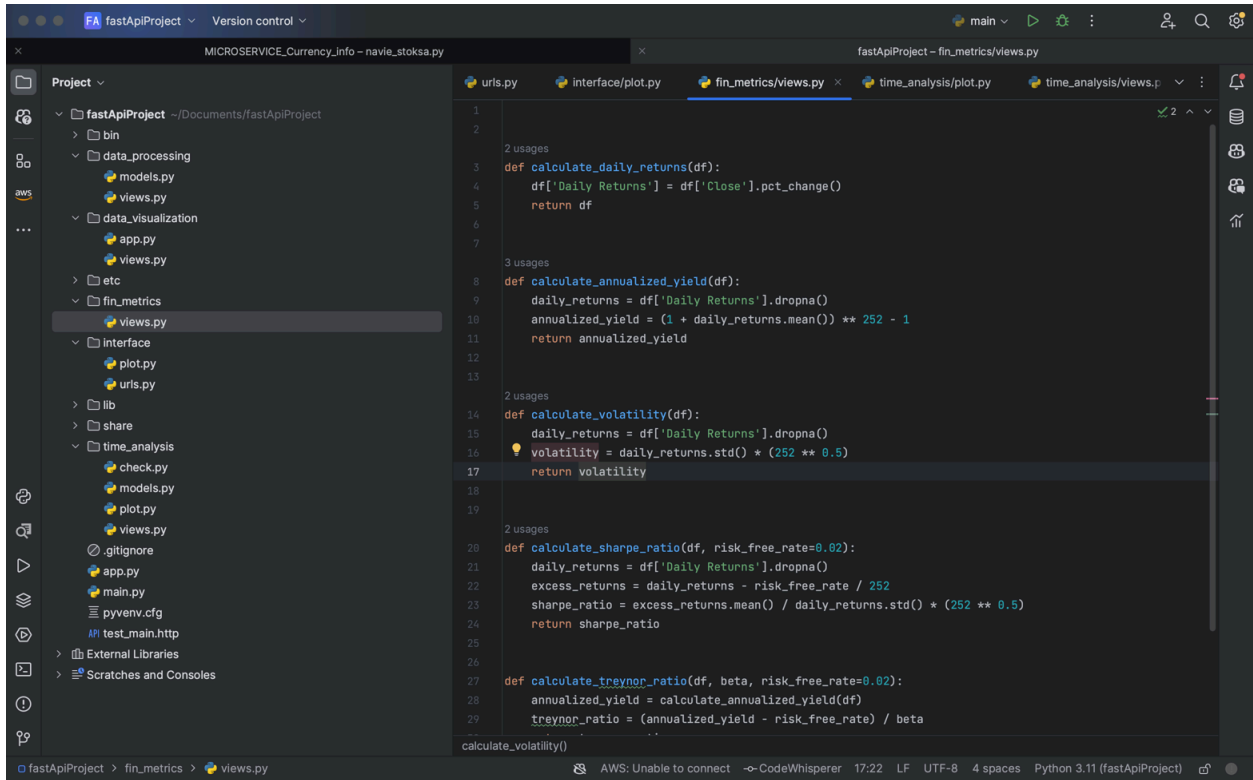 FA fastApiProject Version control main
MICROSERVICE_Currency_info – navie_stoksa.py
fastApiProject – fin_metrics/views.py
Project
urls.py interface/plot.py fin_metrics/views.py time_analysis/plot.py time_analysis/views.p
fastApiProject ~/Documents/fastApiProject
bin
data_processing
models.py
views.py
data_visualization
app.py
views.py
etc
fin_metrics
views.py
interface
plot.py
urls.py
lib
share
time_analysis
check.py
models.py
plot.py
views.py
.gitignore
app.py
main.py
pyvenv.cfg
API test_main.http
External Libraries
Scratches and Consoles
aws
2
1
2
2 usages
3 def calculate_daily_returns(df):
4 df['Daily Returns'] = df['Close'].pct_change()
5 return df
6
7
3 usages
8 def calculate_annualized_yield(df):
9 daily_returns = df['Daily Returns'].dropna()
10 annualized_yield = (1 + daily_returns.mean()) ** 252 - 1
11 return annualized_yield
12
13
2 usages
14 def calculate_volatility(df):
15 daily_returns = df['Daily Returns'].dropna()
16 volatility = daily_returns.std() * (252 ** 0.5)
17 return volatility
18
19
2 usages
20 def calculate_sharpe_ratio(df, risk_free_rate=0.02):
21 daily_returns = df['Daily Returns'].dropna()
22 excess_returns = daily_returns - risk_free_rate / 252
23 sharpe_ratio = excess_returns.mean() / daily_returns.std() * (252 ** 0.5)
24 return sharpe_ratio
25
26
27 def calculate_treynor_ratio(df, beta, risk_free_rate=0.02):
28 annualized_yield = calculate_annualized_yield(df)
29 treynor_ratio = (annualized_yield - risk_free_rate) / beta
calculate_volatility()
fastApiProject > fin_metrics > views.py AWS: Unable to connect CodeWhisperer 17:22 LF UTF-8 4 spaces Python 3.11 (fastApiProject)